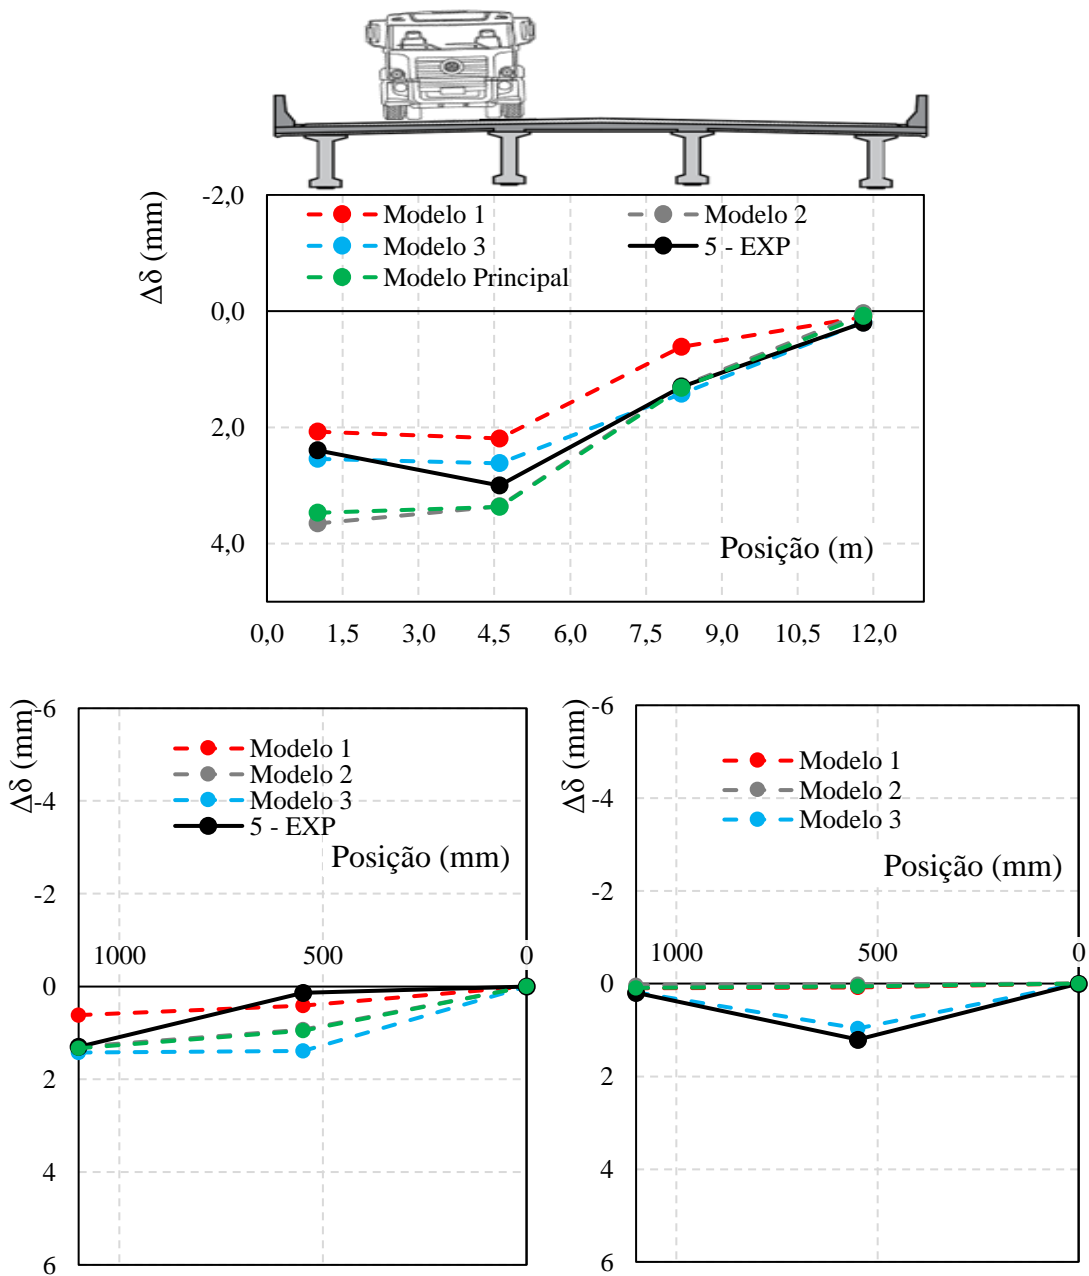 -2,0
Modelo 1 Modelo 2
Modelo 3 5 - EXP
Modelo Principal
Δδ (mm)
0,0
2,0
4,0
Posição (m)
0,0 1,5 3,0 4,5 6,0 7,5 9,0 10,5 12,0
Δδ (mm)
-6
-4
-2
0
2
4
6
Modelo 1
Modelo 2
Modelo 3
5 - EXP
Posição (mm)
1000 500 0
Δδ (mm)
-6
-4
-2
0
2
4
6
Modelo 1
Modelo 2
Modelo 3
Posição (mm)
1000 500 0